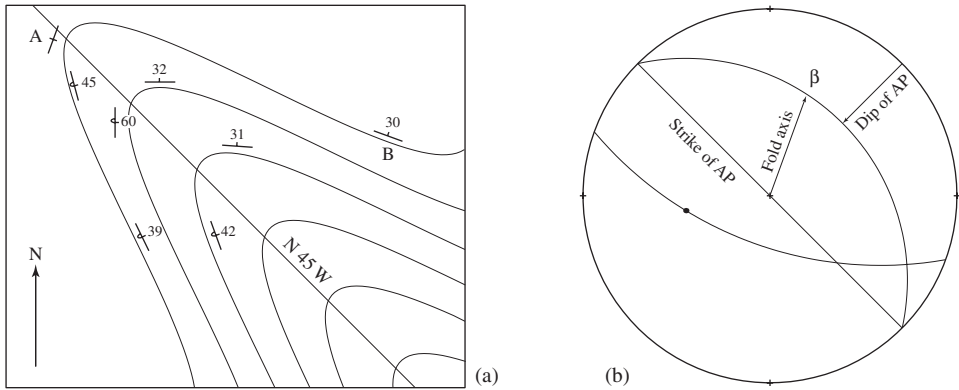 A
45
32
60
30
B
31
39
42
N 45 W
N
(a)
β
Dip of AP
Fold axis
Strike of AP
(b)